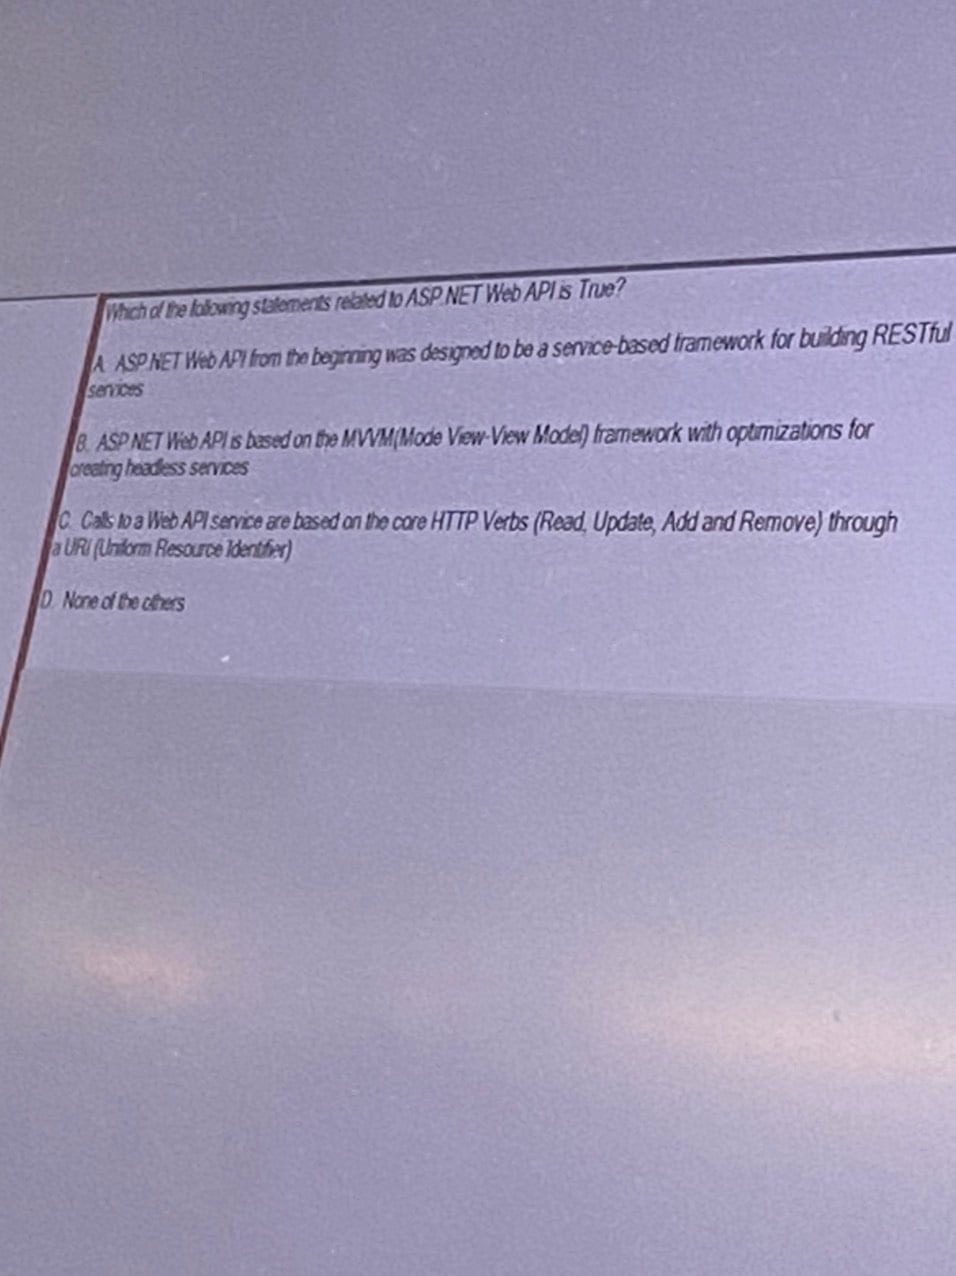 Which of the following statements related to ASP.NET Web API is True?
A. ASP.NET Web API from the beginning was designed to be a service-based framework for building RESTful
services
B. ASP.NET Web API is based on the MVVM(Mode View-View Model) framework with optimizations for
creating headless services
C. Calls to a Web API service are based on the core HTTP Verbs (Read, Update, Add and Remove) through
a URI (Uniform Resource Identifier)
D. None of the others